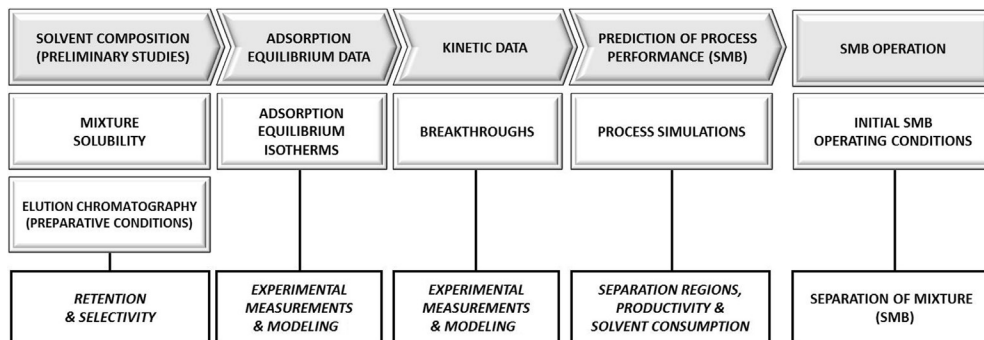 SOLVENT COMPOSITION
(PRELIMINARY STUDIES)
ADSORPTION
EQUILIBRIUM DATA
KINETIC DATA
PREDICTION OF PROCESS
PERFORMANCE (SMB)
SMB OPERATION
MIXTURE
SOLUBILITY
ADSORPTION
EQUILIBRIUM
ISOTHERMS
BREAKTHROUGHS
PROCESS SIMULATIONS
INITIAL SMB
OPERATING CONDITIONS
ELUTION CHROMATOGRAPHY
(PREPARATIVE CONDITIONS)
RETENTION
& SELECTIVITY
EXPERIMENTAL
MEASUREMENTS
& MODELING
EXPERIMENTAL
MEASUREMENTS
& MODELING
SEPARATION REGIONS,
PRODUCTIVITY &
SOLVENT CONSUMPTION
SEPARATION OF MIXTURE
(SMB)